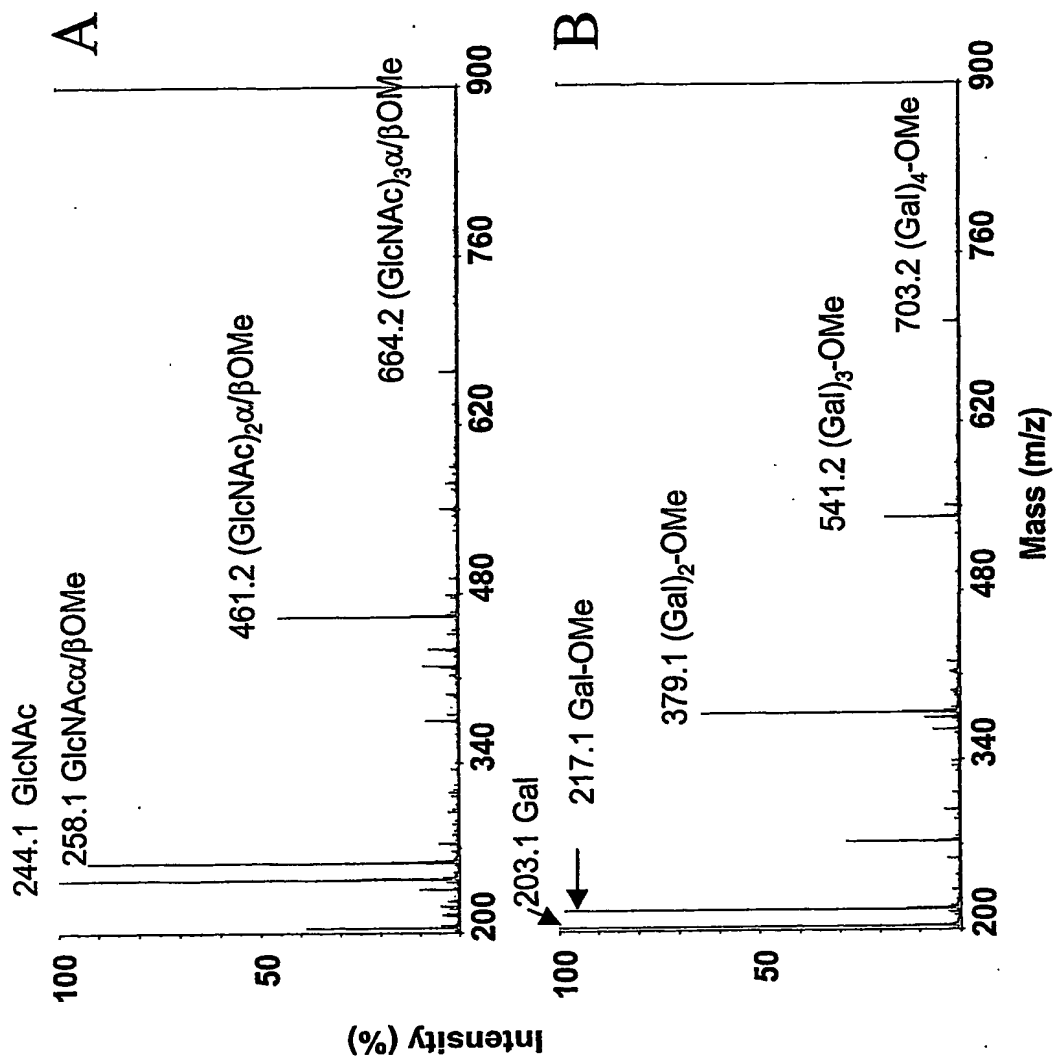 A
244.1 GlcNAc
258.1 GlcNAcα/βOMe
461.2 (GlcNAc)₂α/βOMe
664.2 (GlcNAc)₃α/βOMe
100
50
200 340 480 620 760 900
B
203.1 Gal
217.1 Gal-OMe
379.1 (Gal)₂-OMe
541.2 (Gal)₃-OMe
703.2 (Gal)₄-OMe
100
50
200 340 480 620 760 900
Intensity (%)
Mass (m/z)